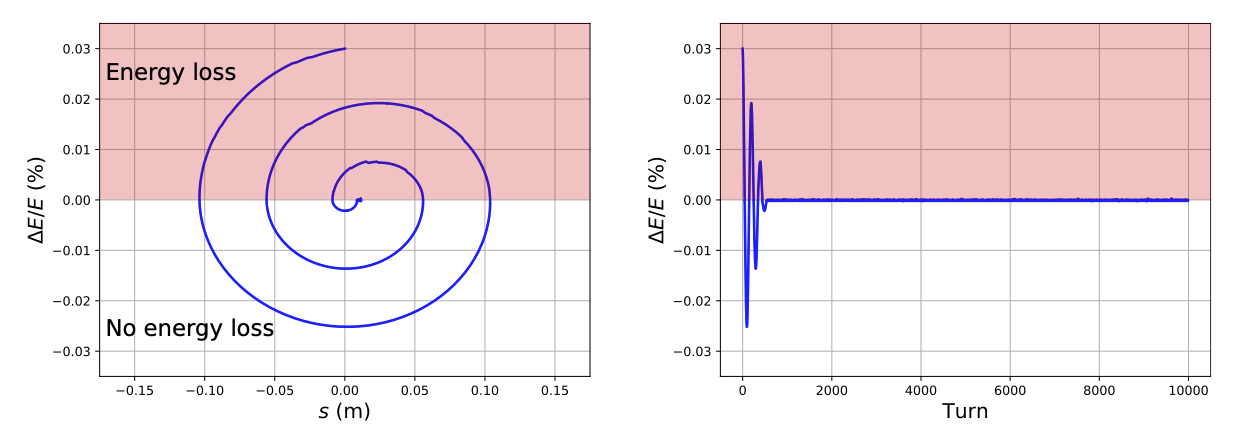 0.03
0.02
0.01
0.00
−0.01
−0.02
−0.03
ΔE/E (%)
Energy loss
No energy loss
−0.15 −0.10 −0.05 0.00 0.05 0.10 0.15
s (m)
0.03
0.02
0.01
0.00
−0.01
−0.02
−0.03
ΔE/E (%)
0 2000 4000 6000 8000 10000
Turn